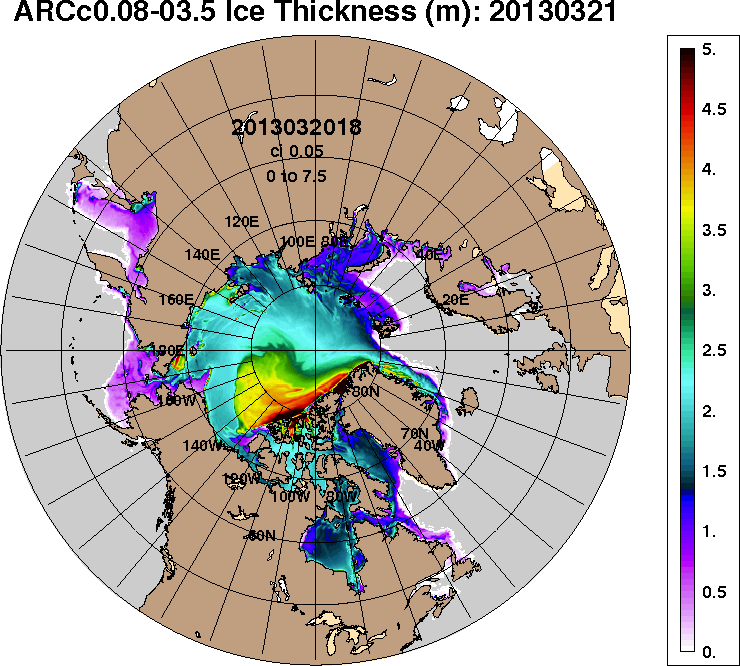 ARCc0.08-03.5 Ice Thickness (m): 20130321
2013032018
ci 0.05
0 to 7.5
120E
100E
80E
140E
40E
160E
20E
180E
160W
80N
140W
70N
40W
120W
100W
80W
60N
5.
4.5
4.
3.5
3.
2.5
2.
1.5
1.
0.5
0.